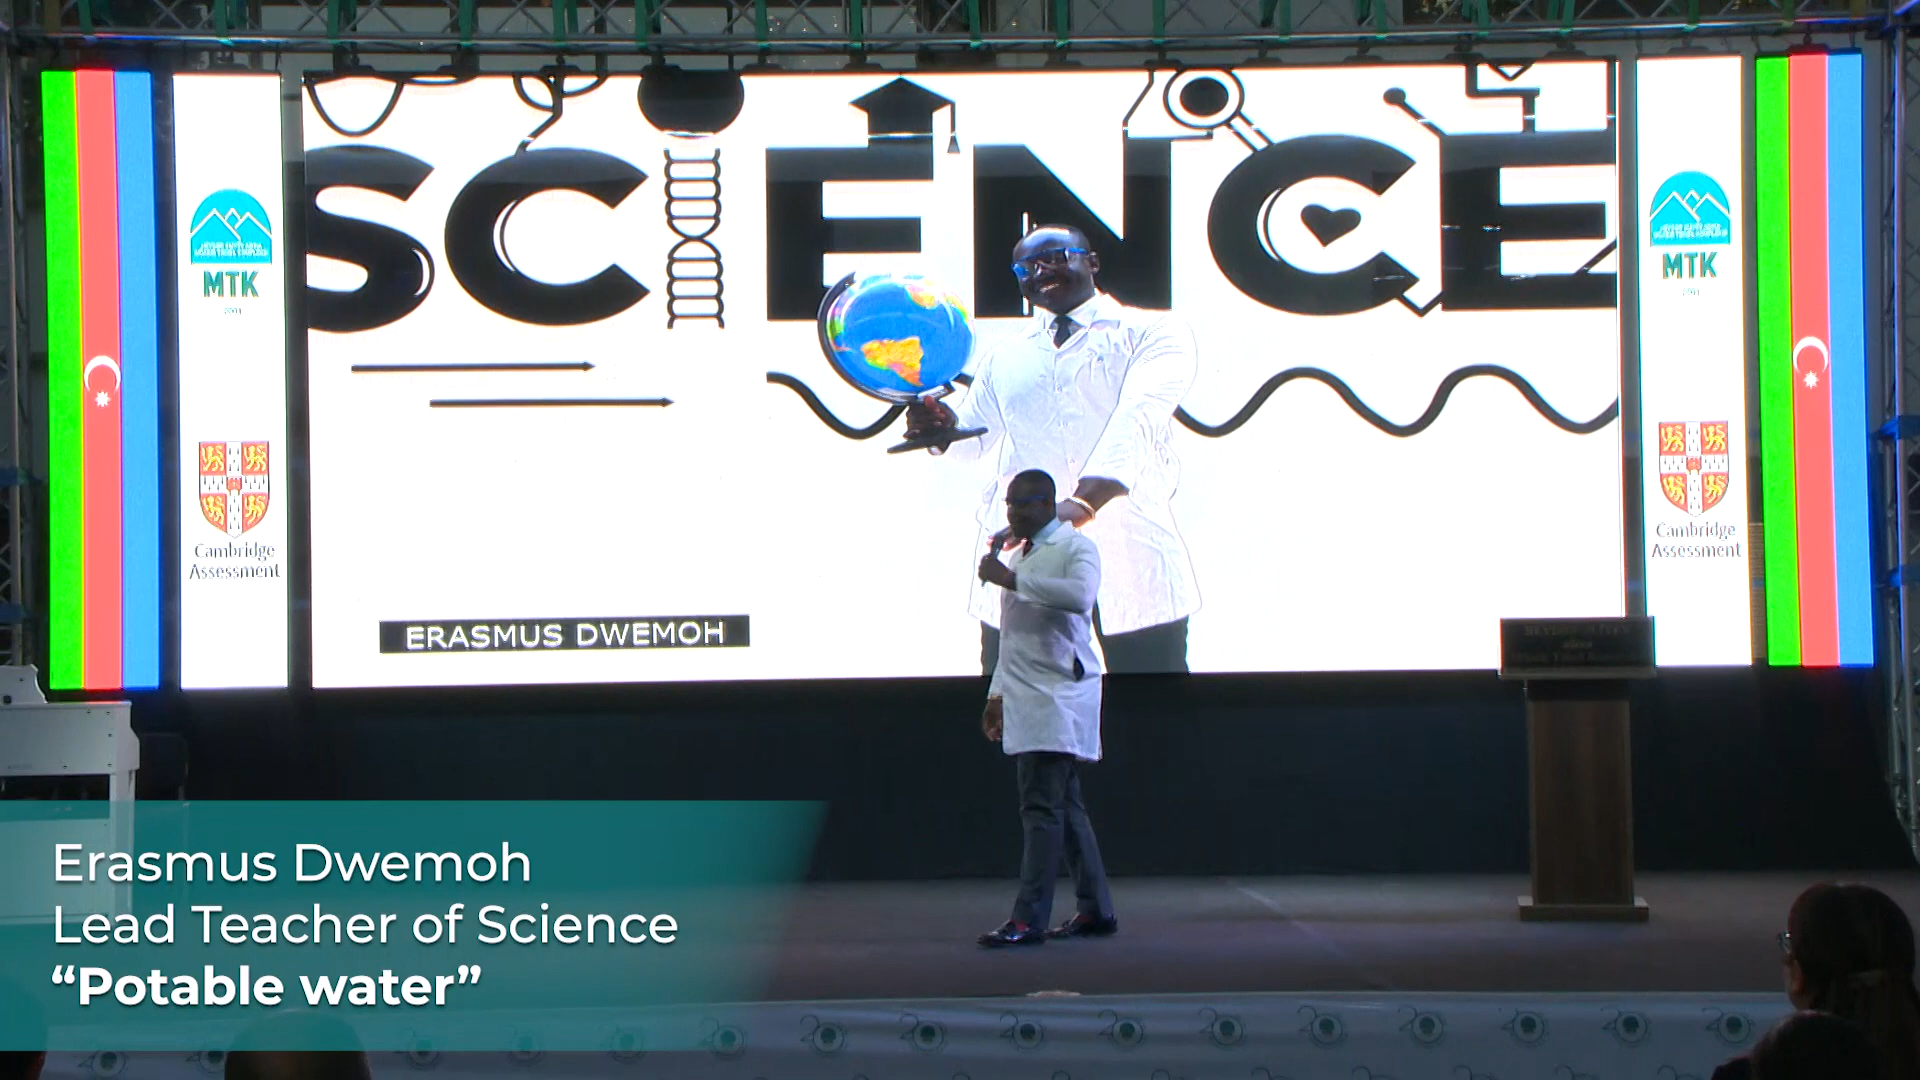 SCIENCE
MTK
MTK
Cambridge
Assessment
Cambridge
Assessment
ERASMUS DWEMOH
Erasmus Dwemoh
Lead Teacher of Science
“Potable water”